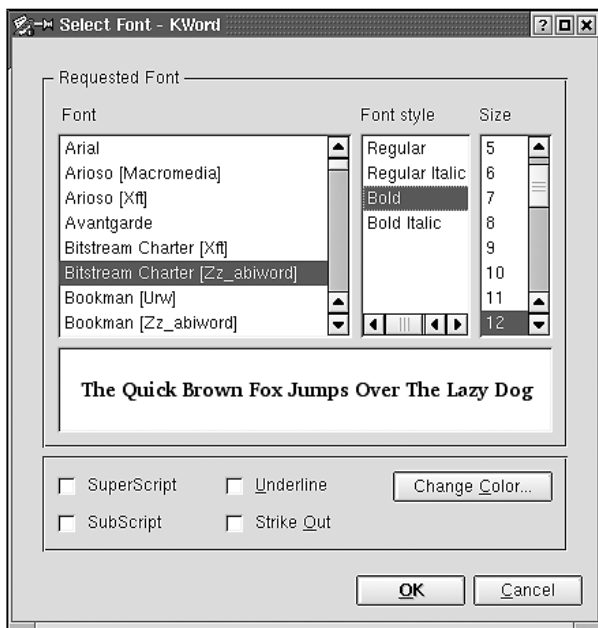 Select Font - KWord
Requested Font
Font
Font style
Size
Arial
Arioso [Macromedia]
Arioso [Xft]
Avantgarde
Bitstream Charter [Xft]
Bitstream Charter [Zz_abiword]
Bookman [Urw]
Bookman [Zz_abiword]
Regular
Regular Italic
Bold
Bold Italic
5
6
7
8
9
10
11
12
The Quick Brown Fox Jumps Over The Lazy Dog
SuperScript
Underline
Change Color...
SubScript
Strike Out
OK
Cancel